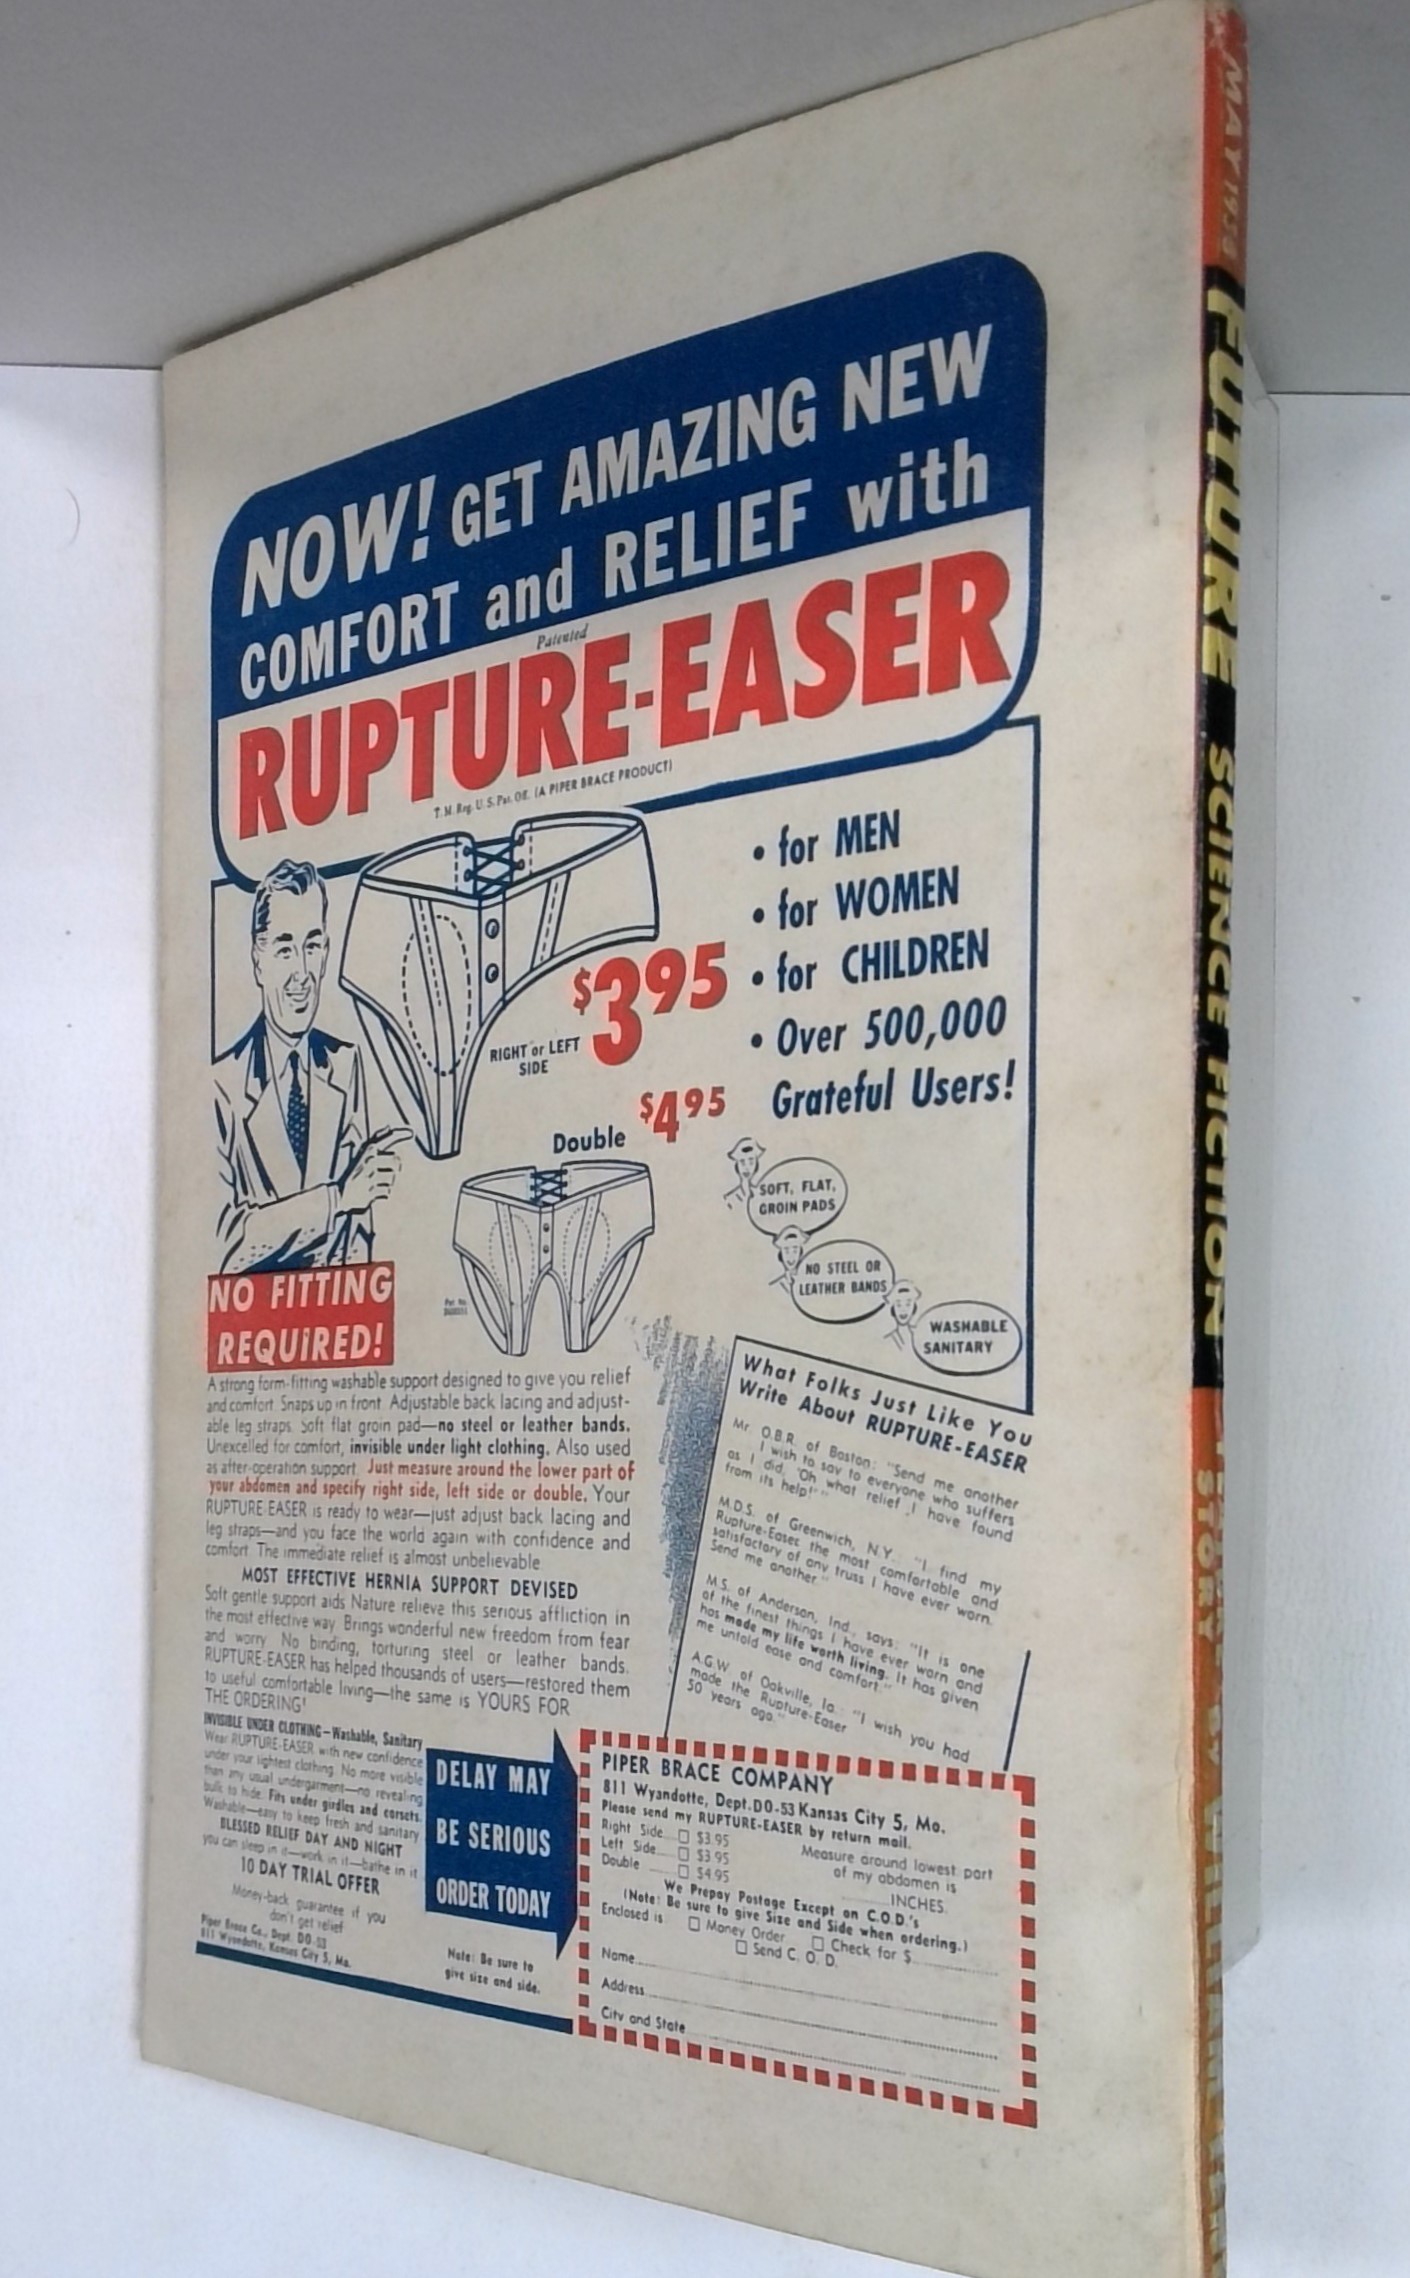 NOW! GET AMAZING NEW
COMFORT and RELIEF with
Patented
RUPTURE-EASER
T.M. Reg. U.S. Pat. Off. (A PIPER BRACE PRODUCT)
• for MEN
• for WOMEN
• for CHILDREN
• Over 500,000
Grateful Users!
$3 95
RIGHT or LEFT
SIDE
$4 95
Double
SOFT, FLAT,
GROIN PADS
NO STEEL OR
LEATHER BANDS
WASHABLE
SANITARY
Pat. No.
NO FITTING
REQUIRED!
A strong form-fitting washable support designed to give you relief
and comfort. Snaps up in front. Adjustable back lacing and adjust-
able leg straps. Soft flat groin pad—no steel or leather bands.
Unexcelled for comfort, invisible under light clothing. Also used
as after-operation support. Just measure around the lower part of
your abdomen and specify right side, left side or double. Your
RUPTURE-EASER is ready to wear—just adjust back lacing and
leg straps—and you face the world again with confidence and
comfort. The immediate relief is almost unbelievable.
MOST EFFECTIVE HERNIA SUPPORT DEVISED
Soft gentle support aids Nature relieve this serious affliction in
the most effective way. Brings wonderful new freedom from fear
and worry. No binding, torturing steel or leather bands.
RUPTURE-EASER has helped thousands of users—restored them
to useful comfortable living—the same is YOURS FOR
THE ORDERING!
INVISIBLE UNDER CLOTHING—Washable, Sanitary
Wear RUPTURE-EASER with new confidence
under your lightest clothing. No more visible
than any usual undergarment—no revealing
bulk to hide. Fits under girdles and corsets.
Washable—easy to keep fresh and sanitary
BLESSED RELIEF DAY AND NIGHT
you can sleep in it—work in it—bathe in it
10 DAY TRIAL OFFER
Money-back guarantee if you
don't get relief
Piper Brace Co., Dept. DO-53
811 Wyandotte, Kansas City 5, Mo.
DELAY MAY
BE SERIOUS
ORDER TODAY
Note: Be sure to
give size and side.
What Folks Just Like You
Write About RUPTURE-EASER
Mr. O.B.R. of Boston: "Send me another
I wish to say to everyone who suffers
as I did, 'Oh what relief I have found
from its help!' "
M.D.S. of Greenwich, N.Y.: "I find my
Rupture-Easer the most comfortable and
satisfactory of any truss I have ever worn.
Send me another."
M.S. of Anderson, Ind., says: "It is one
of the finest things I have ever worn and
has made my life worth living. It has given
me untold ease and comfort."
A.G.W. of Oakville, Ia.: "I wish you had
made the Rupture-Easer
50 years ago."
PIPER BRACE COMPANY
811 Wyandotte, Dept. DO-53 Kansas City 5, Mo.
Please send my RUPTURE-EASER by return mail.
Right Side $3.95
Left Side $3.95
Double $4.95
Measure around lowest part
of my abdomen is
INCHES.
We Prepay Postage Except on C.O.D.'s
(Note: Be sure to give Size and Side when ordering.)
Enclosed is: Money Order Check for $
Send C. O. D.
Name
Address
City and State
MAY 1958 FUTURE SCIENCE FICTION
STORY BY